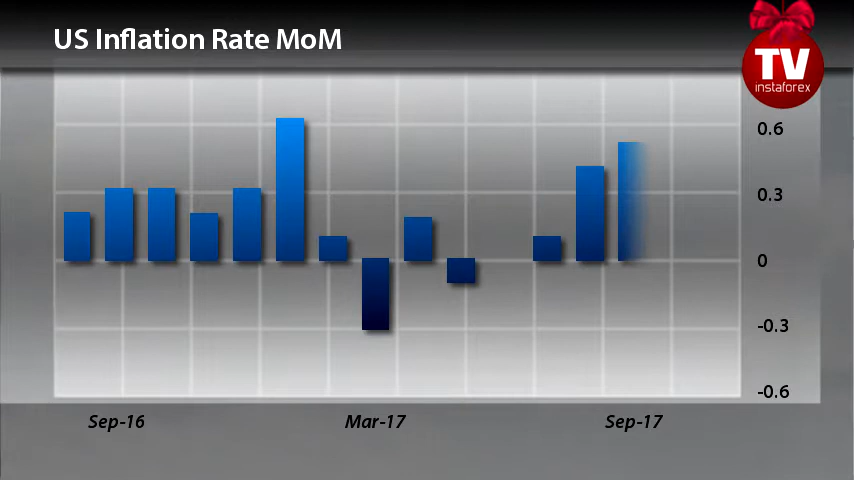 US Inflation Rate MoM
TV
instaforex
0.6
0.3
0
-0.3
-0.6
Sep-16
Mar-17
Sep-17